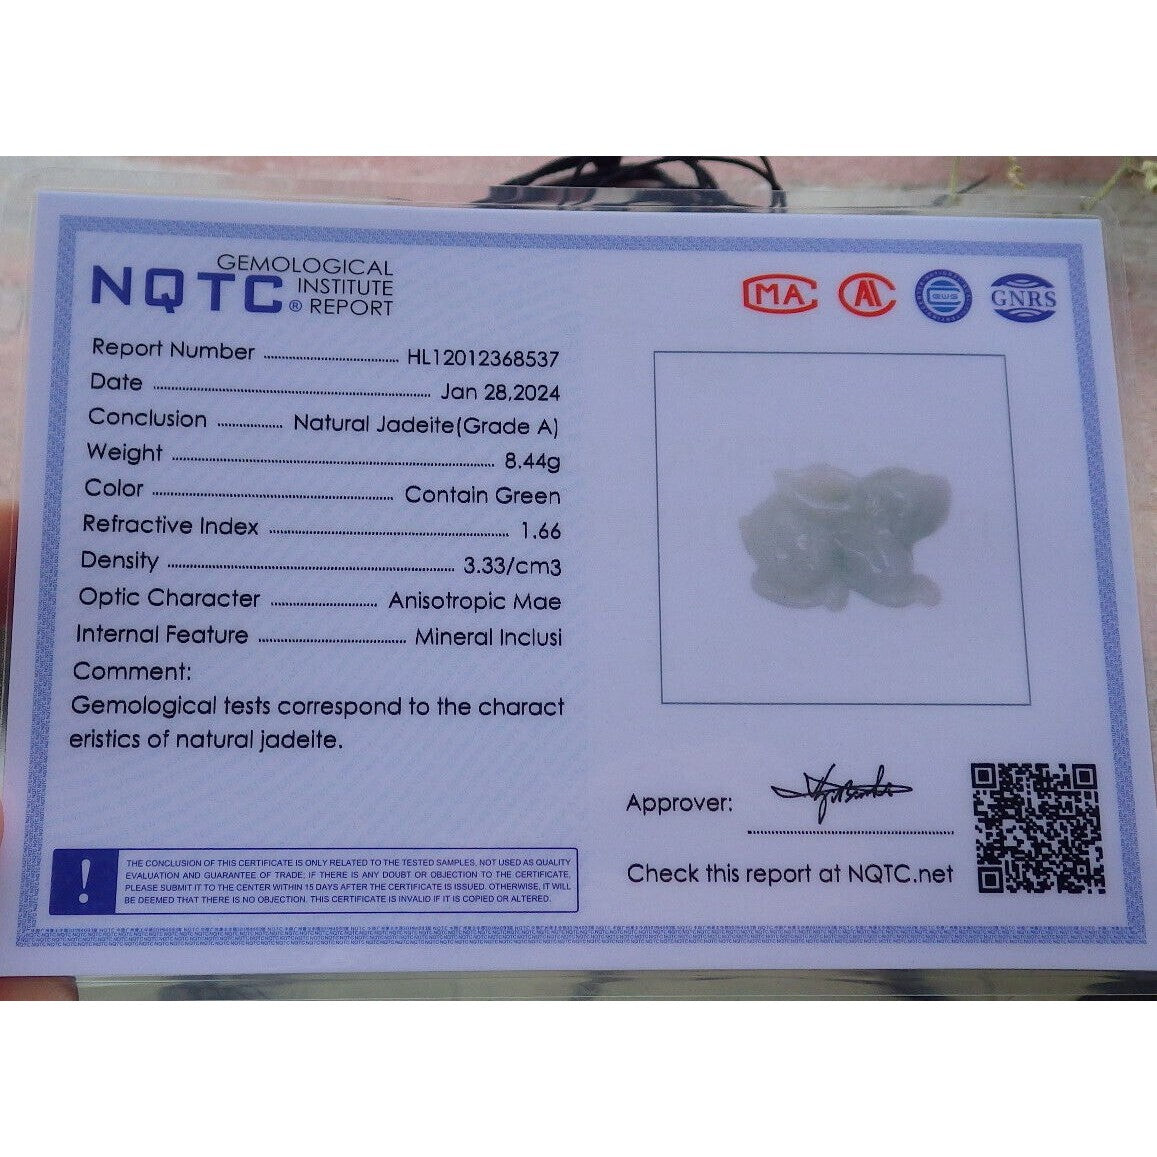 NQTC® GEMOLOGICAL
INSTITUTE
REPORT
MA
GWS
GNRS
Report Number HL12012368537
Date Jan 28,2024
Conclusion Natural Jadeite(Grade A)
Weight 8.44g
Color Contain Green
Refractive Index 1.66
Density 3.33/cm3
Optic Character Anisotropic Mae
Internal Feature Mineral Inclusi
Comment:
Gemological tests correspond to the charact
eristics of natural jadeite.
Approver:
Check this report at NQTC.net
! THE CONCLUSION OF THIS CERTIFICATE IS ONLY RELATED TO THE TESTED SAMPLES, NOT USED AS QUALITY
EVALUATION AND GUARANTEE OF TRADE; IF THERE IS ANY DOUBT OR OBJECTION TO THE CERTIFICATE,
PLEASE SUBMIT IT TO THE CENTER WITHIN 15 DAYS AFTER THE CERTIFICATE IS ISSUED. OTHERWISE, IT WILL
BE DEEMED THAT THERE IS NO OBJECTION. THIS CERTIFICATE IS INVALID IF IT IS COPIED OR ALTERED.